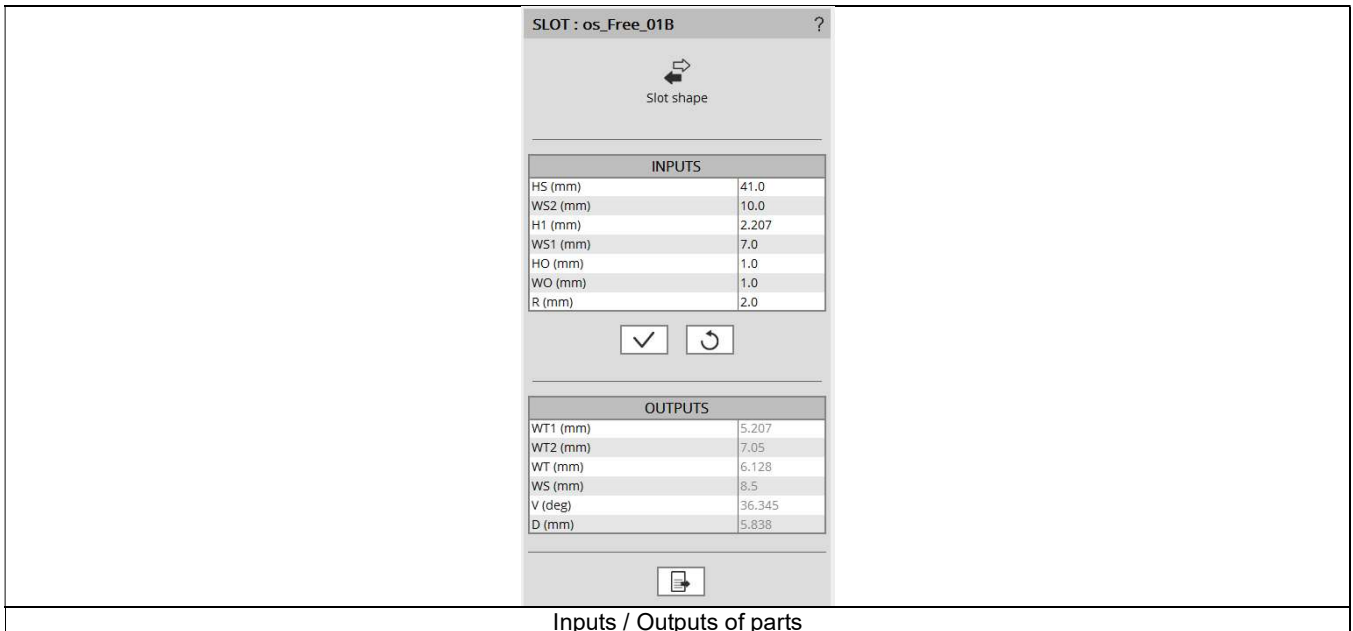 SLOT : os_Free_01B ?
Slot shape
INPUTS
HS (mm) 41.0
WS2 (mm) 10.0
H1 (mm) 2.207
WS1 (mm) 7.0
HO (mm) 1.0
WO (mm) 1.0
R (mm) 2.0
OUTPUTS
WT1 (mm) 5.207
WT2 (mm) 7.05
WT (mm) 6.128
WS (mm) 8.5
V (deg) 36.345
D (mm) 5.838
Inputs / Outputs of parts